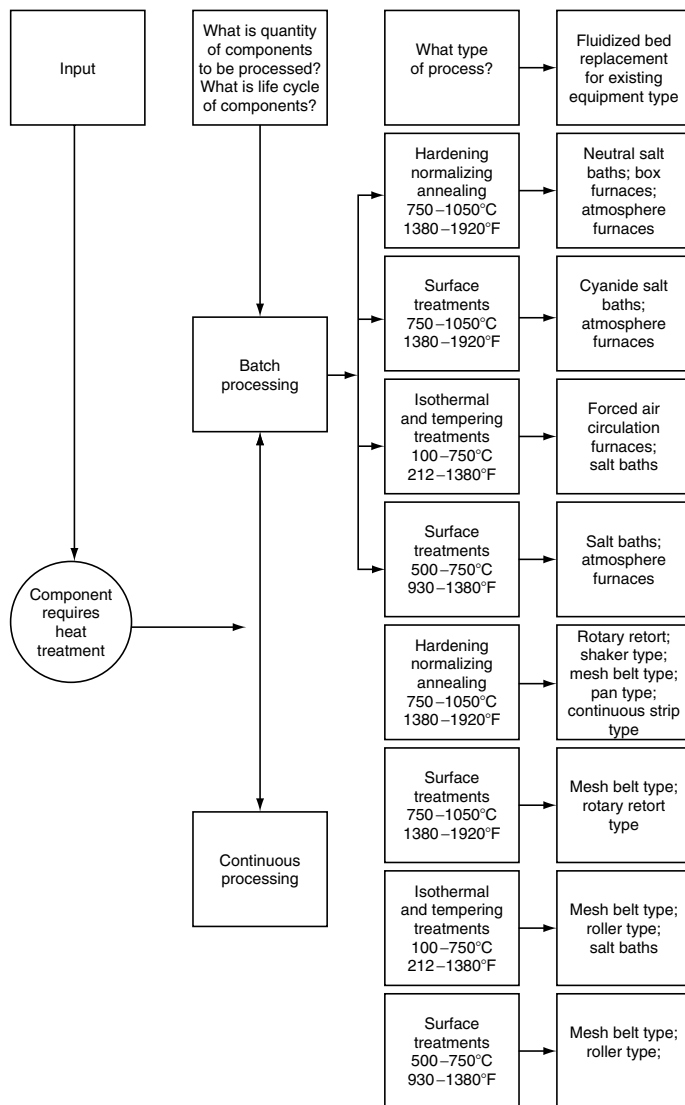 Input
What is quantity
of components
to be processed?
What is life cycle
of components?
What type
of process?
Fluidized bed
replacement
for existing
equipment type
Hardening
normalizing
annealing
750–1050°C
1380–1920°F
Neutral salt
baths; box
furnaces;
atmosphere
furnaces
Surface
treatments
750–1050°C
1380–1920°F
Cyanide salt
baths;
atmosphere
furnaces
Batch
processing
Isothermal
and tempering
treatments
100–750°C
212–1380°F
Forced air
circulation
furnaces;
salt baths
Surface
treatments
500–750°C
930–1380°F
Salt baths;
atmosphere
furnaces
Component
requires
heat
treatment
Hardening
normalizing
annealing
750–1050°C
1380–1920°F
Rotary retort;
shaker type;
mesh belt type;
pan type;
continuous strip
type
Surface
treatments
750–1050°C
1380–1920°F
Mesh belt type;
rotary retort
type
Continuous
processing
Isothermal
and tempering
treatments
100–750°C
212–1380°F
Mesh belt type;
roller type;
salt baths
Surface
treatments
500–750°C
930–1380°F
Mesh belt type;
roller type;